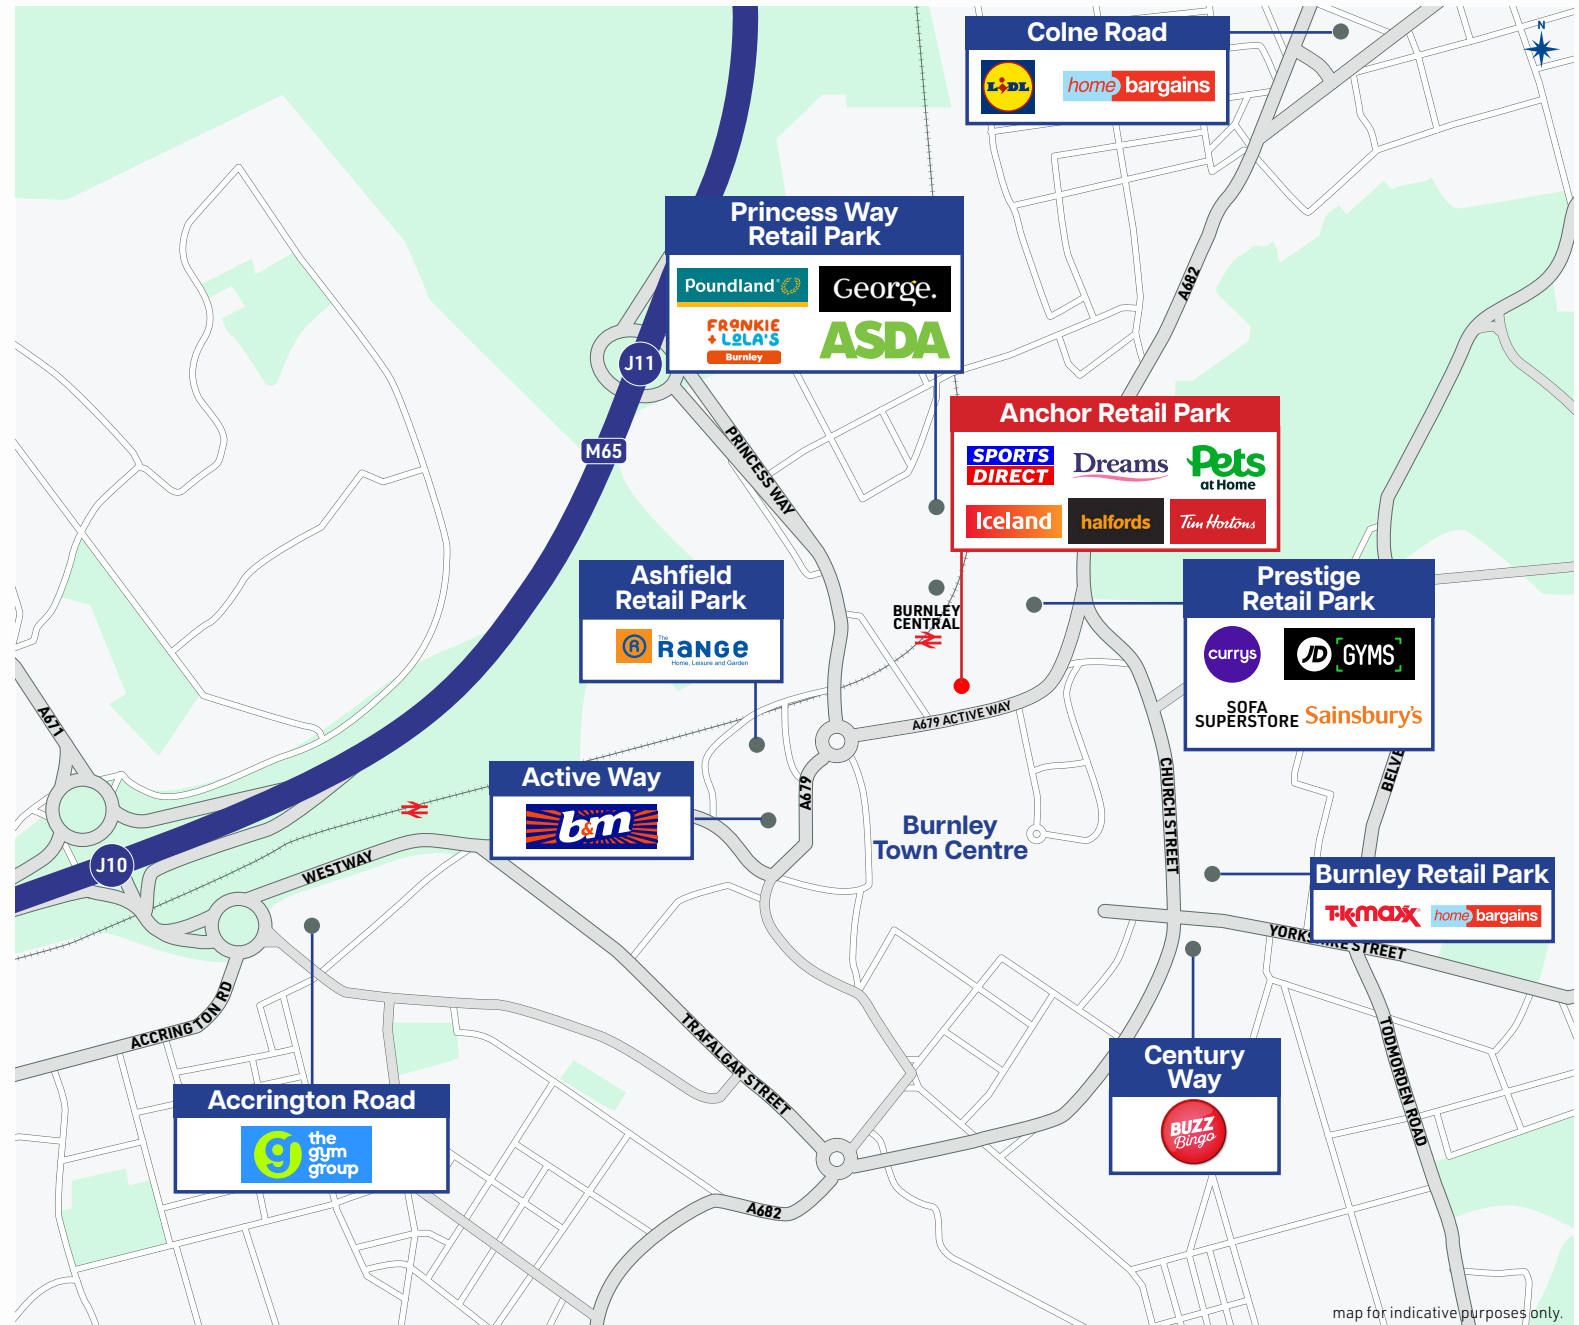 Colne Road
LIDL
home bargains
N
Princess Way
Retail Park
Poundland
George.
FRANKIE
+ LOLA'S
Burnley
ASDA
A682
J11
M65
PRINCESS WAY
Anchor Retail Park
SPORTS
DIRECT
Dreams
Pets
at Home
Iceland
halfords
Tim Hortons
Ashfield
Retail Park
The
RANGE
Home, Leisure and Garden
BURNLEY
CENTRAL
Prestige
Retail Park
currys
JD GYMS
SOFA
SUPERSTORE
Sainsbury's
A671
A679 ACTIVE WAY
Active Way
b&m
A679
CHURCH STREET
BELVE
Burnley
Town Centre
J10
WESTWAY
Burnley Retail Park
TK maxx
home bargains
YORKSHIRE STREET
ACCRINGTON RD
TRAFALGAR STREET
TODMORDEN ROAD
Century
Way
BUZZ
Bingo
Accrington Road
the
gym
group
A682
map for indicative purposes only.